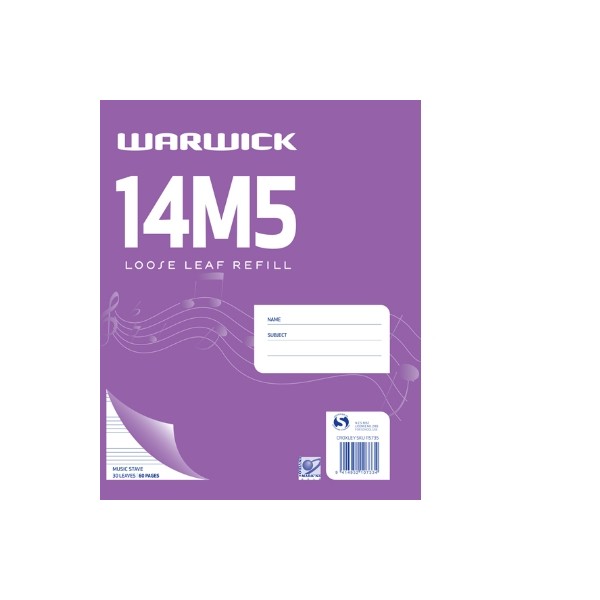 WARWICK
14M5
LOOSE LEAF REFILL
NAME
SUBJECT
MUSIC STAVE
30 LEAVES 60 PAGES